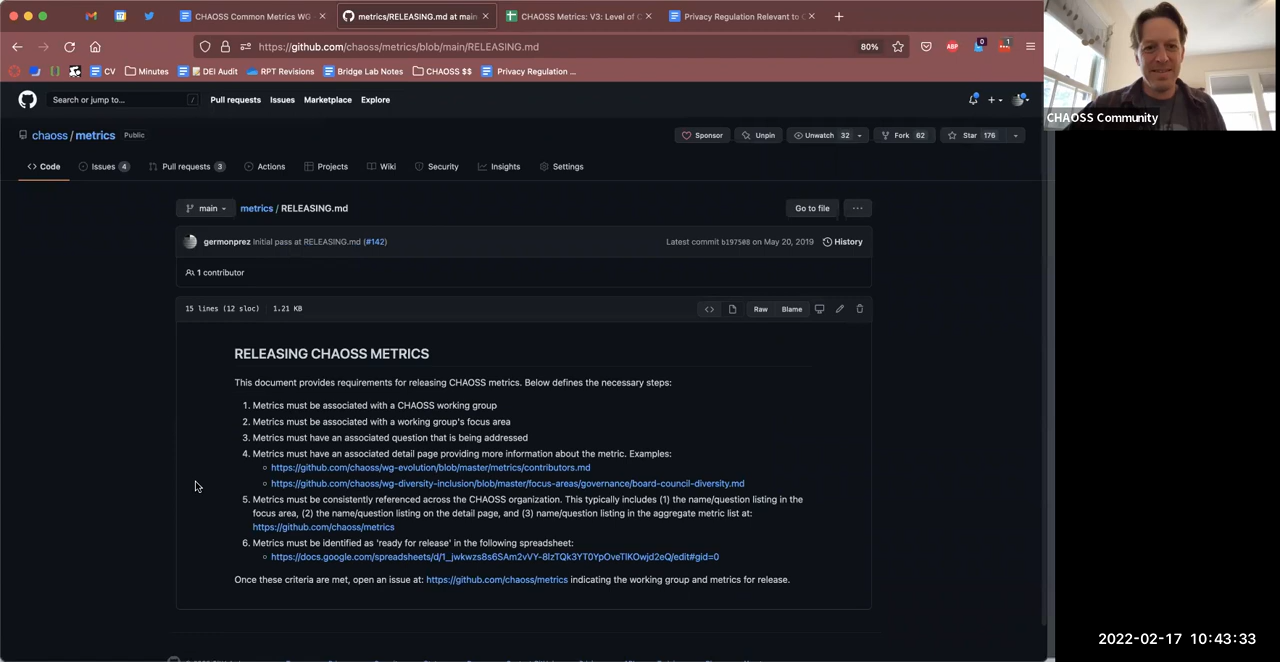 CHAOSS Common Metrics WG
metrics/RELEASING.md at main
CHAOSS Metrics: V3: Level of C
Privacy Regulation Relevant to
https://github.com/chaoss/metrics/blob/main/RELEASING.md
80%
ABP
0
1
CV
Minutes
DEI Audit
RPT Revisions
Bridge Lab Notes
CHAOSS $$
Privacy Regulation ...
Search or jump to...
/
Pull requests
Issues
Marketplace
Explore
CHAOSS Community
chaoss / metrics
Public
Sponsor
Unpin
Unwatch 32
Fork 62
Star 176
Code
Issues 4
Pull requests 3
Actions
Projects
Wiki
Security
Insights
Settings
main
metrics / RELEASING.md
Go to file
...
germonprez Initial pass at RELEASING.md (#142)
Latest commit b197508 on May 20, 2019
History
1 contributor
15 lines (12 sloc) 1.21 KB
Raw
Blame
RELEASING CHAOSS METRICS
This document provides requirements for releasing CHAOSS metrics. Below defines the necessary steps:
1. Metrics must be associated with a CHAOSS working group
2. Metrics must be associated with a working group's focus area
3. Metrics must have an associated question that is being addressed
4. Metrics must have an associated detail page providing more information about the metric. Examples:
https://github.com/chaoss/wg-evolution/blob/master/metrics/contributors.md
https://github.com/chaoss/wg-diversity-inclusion/blob/master/focus-areas/governance/board-council-diversity.md
5. Metrics must be consistently referenced across the CHAOSS organization. This typically includes (1) the name/question listing in the
focus area, (2) the name/question listing on the detail page, and (3) name/question listing in the aggregate metric list at:
https://github.com/chaoss/metrics
6. Metrics must be identified as 'ready for release' in the following spreadsheet:
https://docs.google.com/spreadsheets/d/1_jwkwzs8s6SAm2vVY-8lzTQk3YT0YpOveTlKOwjd2eQ/edit#gid=0
Once these criteria are met, open an issue at: https://github.com/chaoss/metrics indicating the working group and metrics for release.
2022-02-17 10:43:33